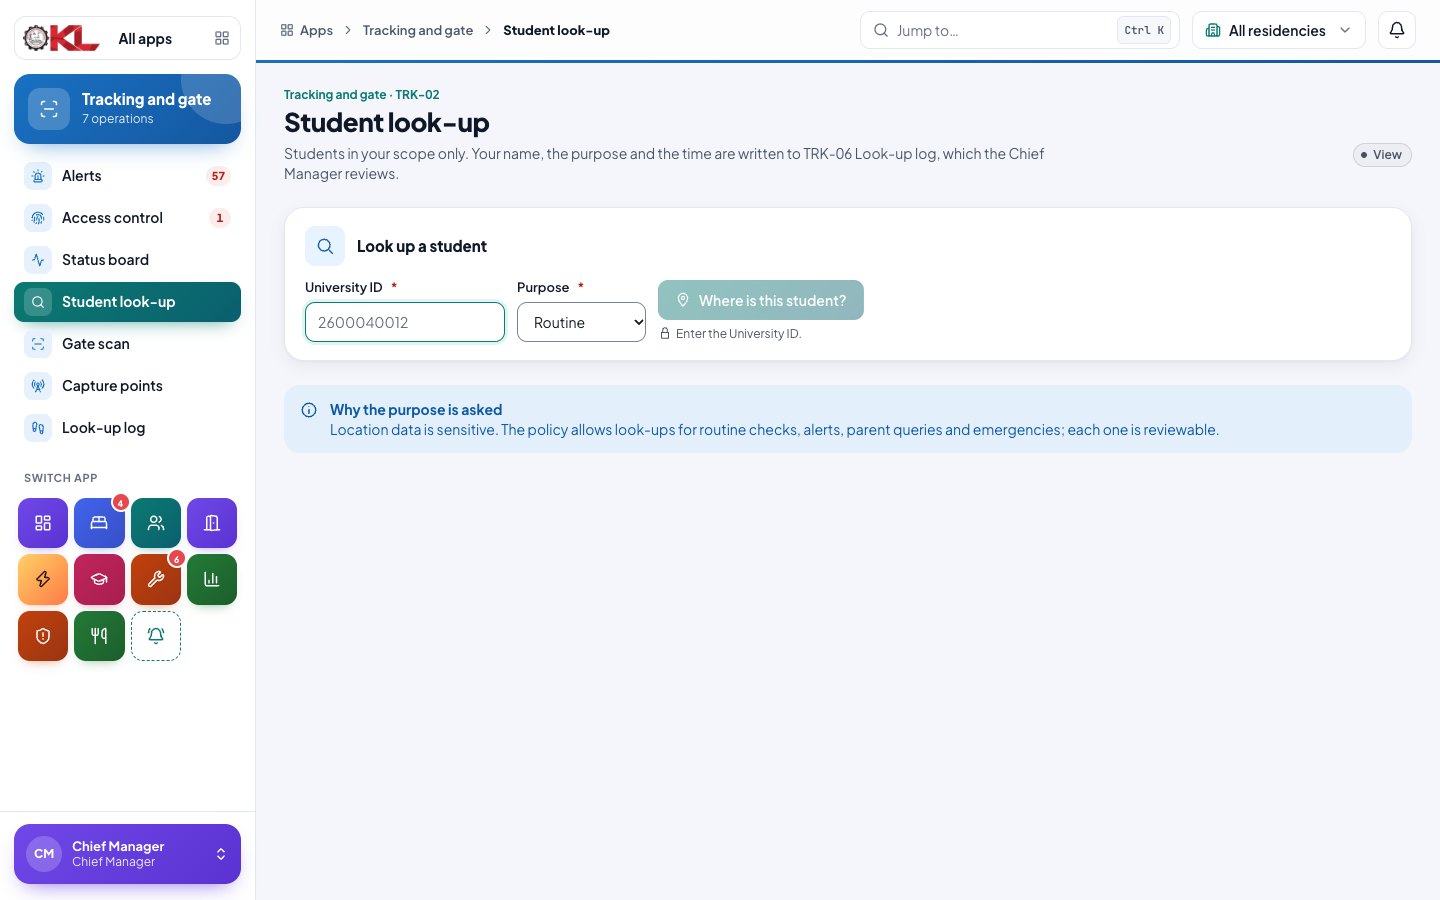 KL
All apps
Apps
Tracking and gate
Student look-up
Jump to…
Ctrl K
All residencies
Tracking and gate
7 operations
Alerts
57
Access control
1
Status board
Student look-up
Gate scan
Capture points
Look-up log
SWITCH APP
4
6
CM
Chief Manager
Chief Manager
Tracking and gate · TRK-02
Student look-up
Students in your scope only. Your name, the purpose and the time are written to TRK-06 Look-up log, which the Chief
Manager reviews.
View
Look up a student
University ID *
Purpose *
2600040012
Routine
Where is this student?
Enter the University ID.
Why the purpose is asked
Location data is sensitive. The policy allows look-ups for routine checks, alerts, parent queries and emergencies; each one is reviewable.